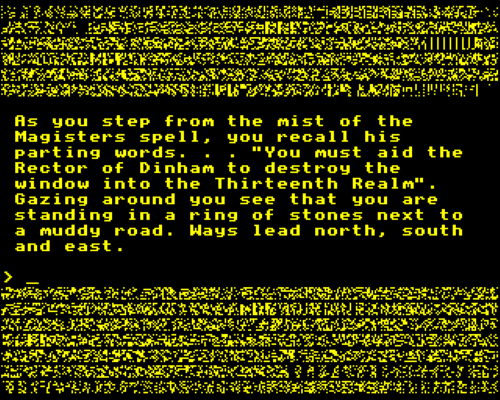 As you step from the mist of the
Magisters spell, you recall his
parting words. . . "You must aid the
Rector of Dinham to destroy the
window into the Thirteenth Realm".
Gazing around you see that you are
standing in a ring of stones next to
a muddy road. Ways lead north, south
and east.
> _